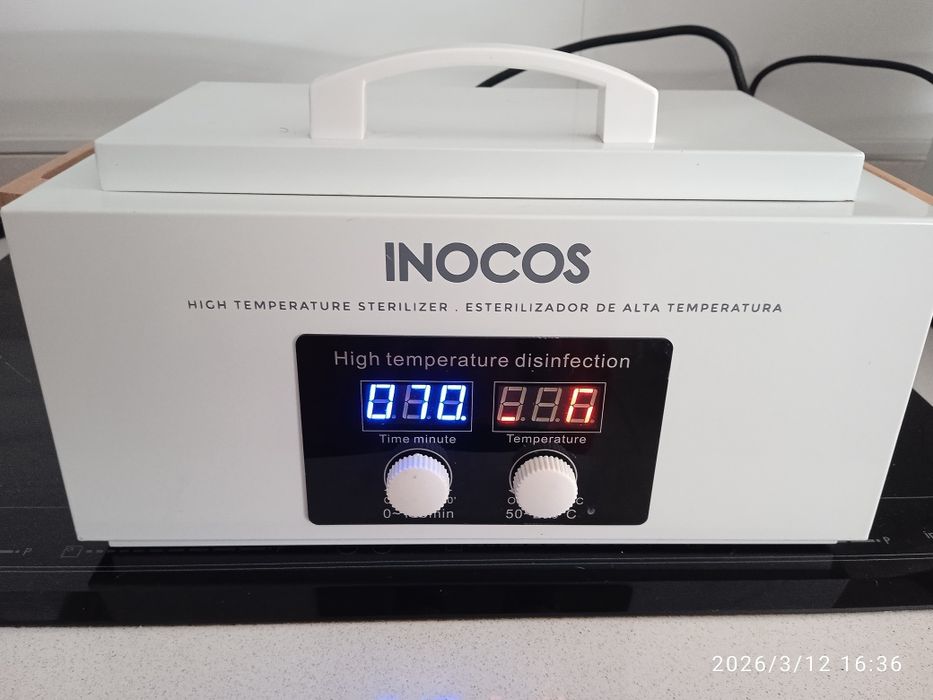 INOCOS
HIGH TEMPERATURE STERILIZER . ESTERILIZADOR DE ALTA TEMPERATURA
High temperature disinfection
070.
Time minute
Temperature
2026/3/12 16:36